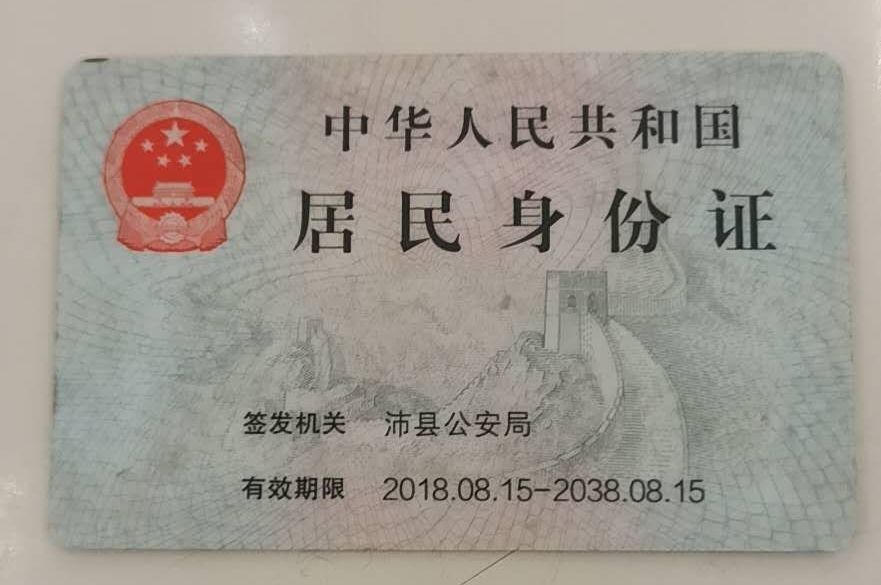 中华人民共和国
居民身份证
签发机关 沛县公安局
有效期限 2018.08.15-2038.08.15